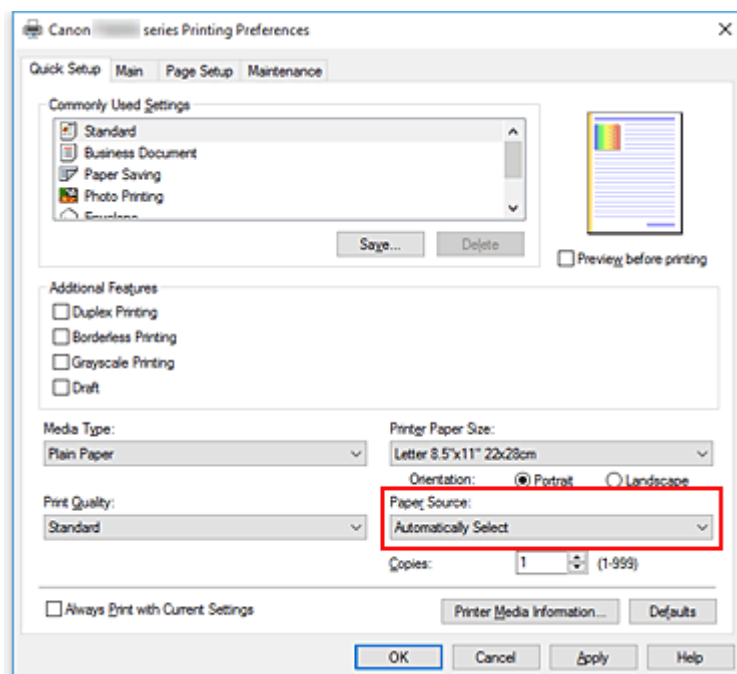 Canon series Printing Preferences
Quick Setup Main Page Setup Maintenance
Commonly Used Settings
Standard
Business Document
Paper Saving
Photo Printing
Envelope
Save... Delete
Preview before printing
Additional Features
Duplex Printing
Borderless Printing
Grayscale Printing
Draft
Media Type: Printer Paper Size:
Plain Paper Letter 8.5"x11" 22x28cm
Orientation: Portrait Landscape
Print Quality: Paper Source:
Standard Automatically Select
Copies: 1 (1-999)
Always Print with Current Settings Printer Media Information... Defaults
OK Cancel Apply Help